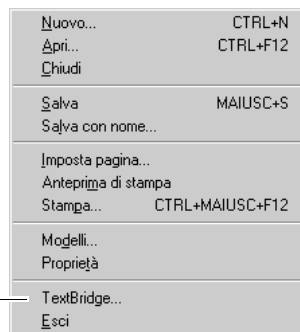 Nuovo... CTRL+N
Apri... CTRL+F12
Chiudi
Salva MAIUSC+S
Salva con nome...
Imposta pagina...
Anteprima di stampa
Stampa... CTRL+MAIUSC+F12
Modelli...
Proprietà
TextBridge...
Esci